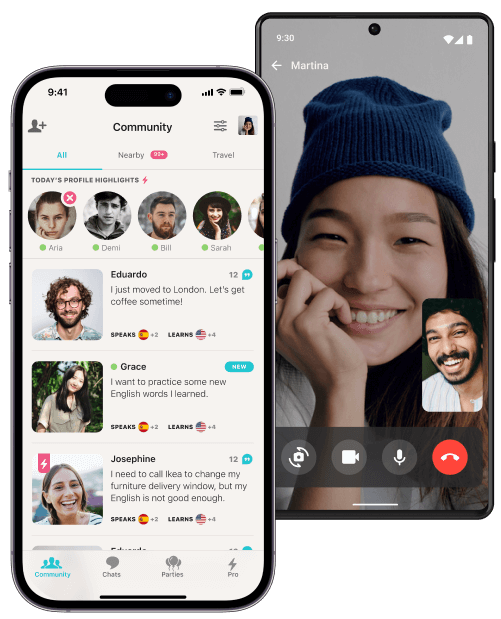 9:41
Community
All
Nearby
99+
Travel
TODAY'S PROFILE HIGHLIGHTS
Aria
Demi
Bill
Sarah
Eduardo
12
I just moved to London. Let's get
coffee sometime!
SPEAKS +2 LEARNS +4
Grace
NEW
I want to practice some new
English words I learned.
SPEAKS +2 LEARNS +4
Josephine
12
I need to call Ikea to change my
furniture delivery window, but my
English is not good enough.
SPEAKS +2 LEARNS +4
Eduardo
Community
Chats
Parties
Pro
9:30
Martina